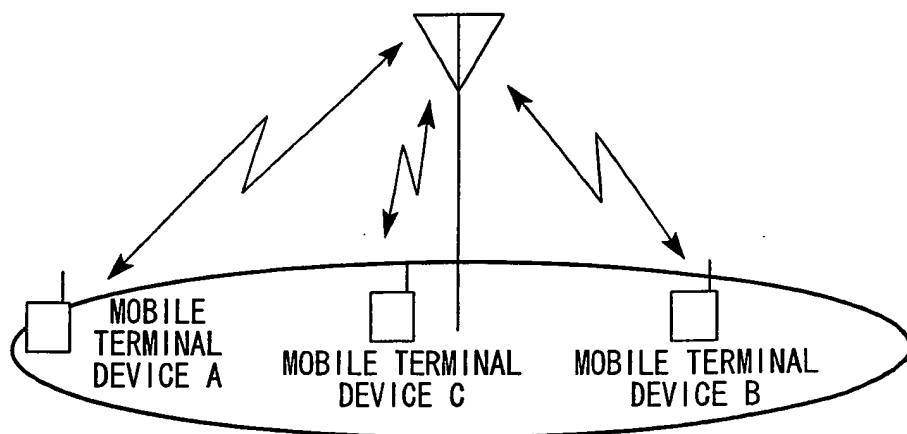 MOBILE
TERMINAL
DEVICE A
MOBILE TERMINAL
DEVICE C
MOBILE TERMINAL
DEVICE B